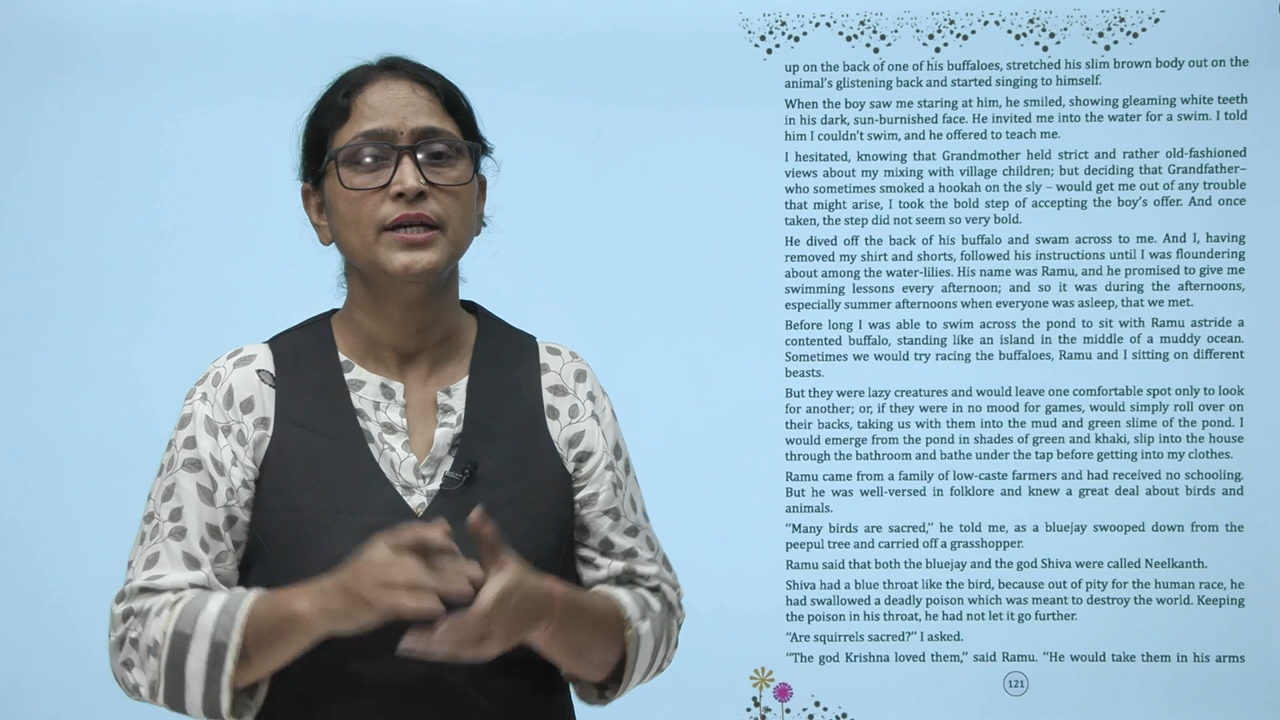 up on the back of one of his buffaloes, stretched his slim brown body out on the
animal's glistening back and started singing to himself.
When the boy saw me staring at him, he smiled, showing gleaming white teeth
in his dark, sun-burnished face. He invited me into the water for a swim. I told
him I couldn't swim, and he offered to teach me.
I hesitated, knowing that Grandmother held strict and rather old-fashioned
views about my mixing with village children; but deciding that Grandfather–
who sometimes smoked a hookah on the sly – would get me out of any trouble
that might arise, I took the bold step of accepting the boy's offer. And once
taken, the step did not seem so very bold.
He dived off the back of his buffalo and swam across to me. And I, having
removed my shirt and shorts, followed his instructions until I was floundering
about among the water-lilies. His name was Ramu, and he promised to give me
swimming lessons every afternoon; and so it was during the afternoons,
especially summer afternoons when everyone was asleep, that we met.
Before long I was able to swim across the pond to sit with Ramu astride a
contented buffalo, standing like an island in the middle of a muddy ocean.
Sometimes we would try racing the buffaloes, Ramu and I sitting on different
beasts.
But they were lazy creatures and would leave one comfortable spot only to look
for another; or, if they were in no mood for games, would simply roll over on
their backs, taking us with them into the mud and green slime of the pond. I
would emerge from the pond in shades of green and khaki, slip into the house
through the bathroom and bathe under the tap before getting into my clothes.
Ramu came from a family of low-caste farmers and had received no schooling.
But he was well-versed in folklore and knew a great deal about birds and
animals.
“Many birds are sacred,” he told me, as a bluejay swooped down from the
peepul tree and carried off a grasshopper.
Ramu said that both the bluejay and the god Shiva were called Neelkanth.
Shiva had a blue throat like the bird, because out of pity for the human race, he
had swallowed a deadly poison which was meant to destroy the world. Keeping
the poison in his throat, he had not let it go further.
“Are squirrels sacred?” I asked.
“The god Krishna loved them,” said Ramu. “He would take them in his arms
121